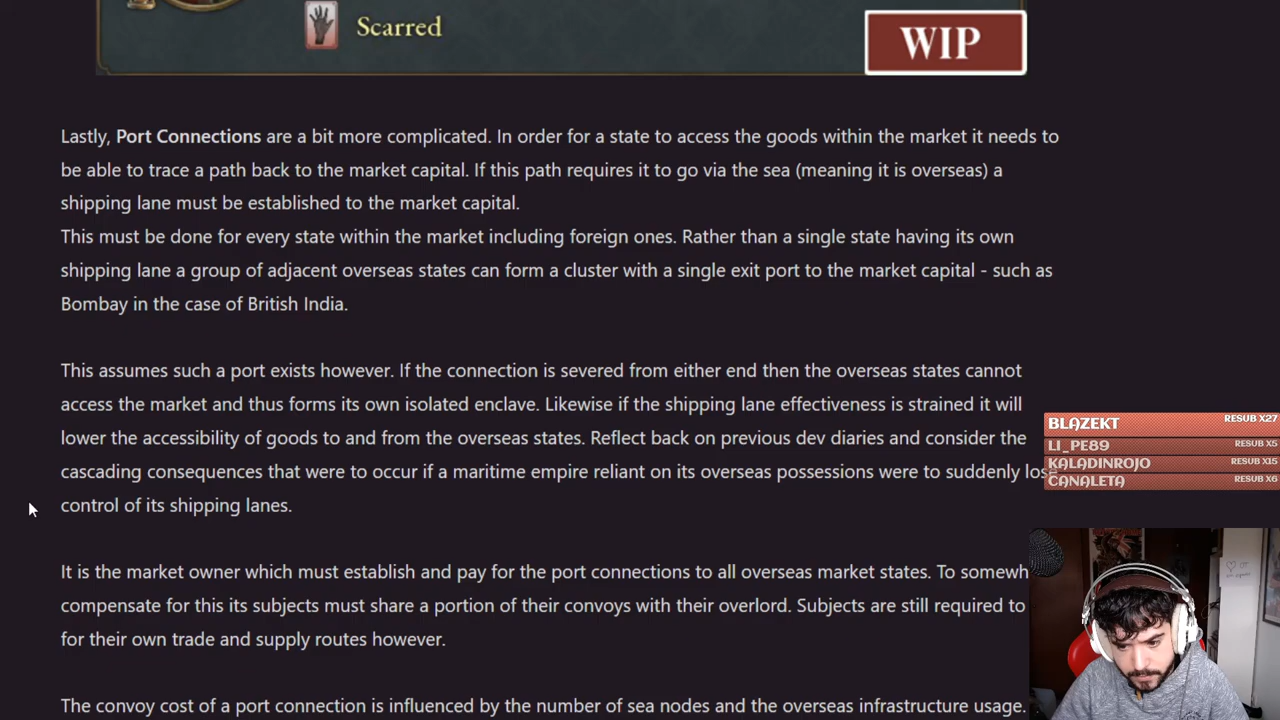 Scarred
WIP
Lastly, Port Connections are a bit more complicated. In order for a state to access the goods within the market it needs to
be able to trace a path back to the market capital. If this path requires it to go via the sea (meaning it is overseas) a
shipping lane must be established to the market capital.
This must be done for every state within the market including foreign ones. Rather than a single state having its own
shipping lane a group of adjacent overseas states can form a cluster with a single exit port to the market capital - such as
Bombay in the case of British India.
This assumes such a port exists however. If the connection is severed from either end then the overseas states cannot
access the market and thus forms its own isolated enclave. Likewise if the shipping lane effectiveness is strained it will
lower the accessibility of goods to and from the overseas states. Reflect back on previous dev diaries and consider the
cascading consequences that were to occur if a maritime empire reliant on its overseas possessions were to suddenly lost
control of its shipping lanes.
BLAZEKT RESUB X27
LI_PE89 RESUB X5
KALADINROJO RESUB X15
CANALETA RESUB X6
It is the market owner which must establish and pay for the port connections to all overseas market states. To somewh
compensate for this its subjects must share a portion of their convoys with their overlord. Subjects are still required to
for their own trade and supply routes however.
The convoy cost of a port connection is influenced by the number of sea nodes and the overseas infrastructure usage.